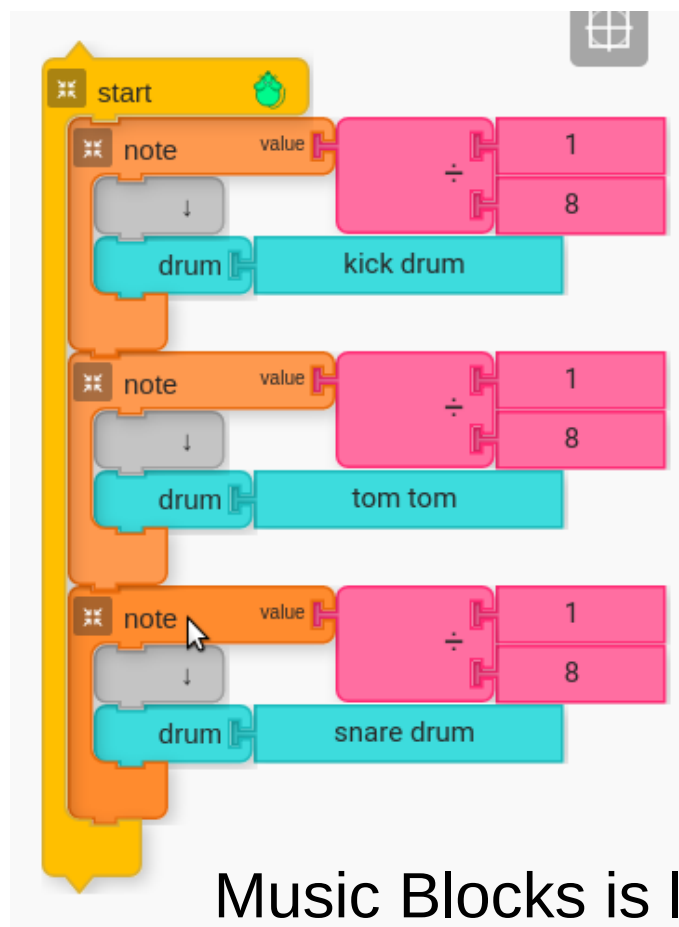 start
note value 1
÷
↓ 8
drum kick drum
note value 1
÷
↓ 8
drum tom tom
note value 1
÷
↓ 8
drum snare drum
Music Blocks is